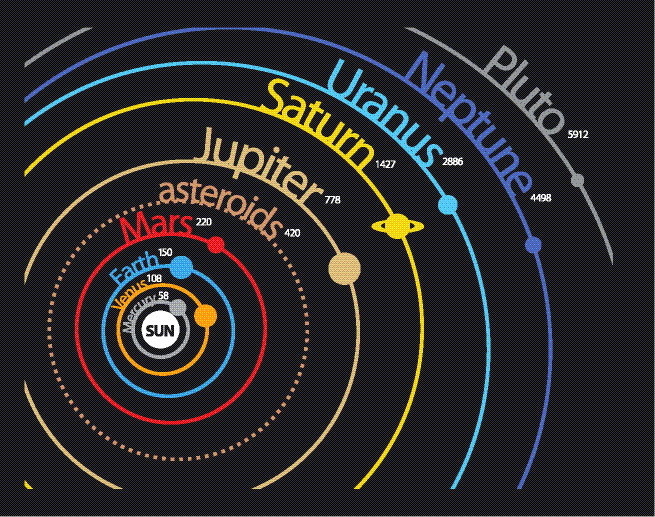 Pluto 5912
Neptune 4498
Uranus 2886
Saturn 1427
Jupiter 778
asteroids 420
Mars 220
Earth 150
Venus 108
Mercury 58
SUN